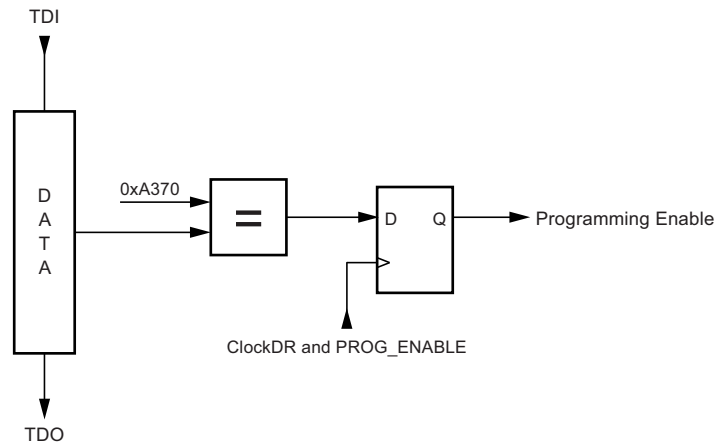 TDI
D
A
T
A
0xA370
=
D Q
Programming Enable
ClockDR and PROG_ENABLE
TDO